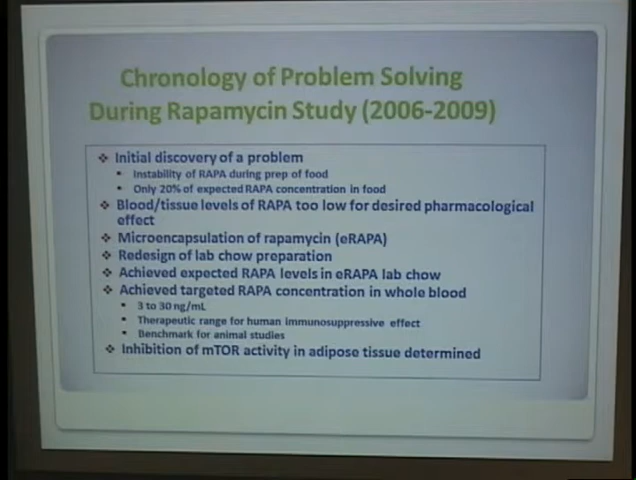 Chronology of Problem Solving
During Rapamycin Study (2006-2009)
❖ Initial discovery of a problem
▪ Instability of RAPA during prep of food
▪ Only 20% of expected RAPA concentration in food
❖ Blood/tissue levels of RAPA too low for desired pharmacological
effect
❖ Microencapsulation of rapamycin (eRAPA)
❖ Redesign of lab chow preparation
❖ Achieved expected RAPA levels in eRAPA lab chow
❖ Achieved targeted RAPA concentration in whole blood
▪ 3 to 30 ng/mL
▪ Therapeutic range for human immunosuppressive effect
▪ Benchmark for animal studies
❖ Inhibition of mTOR activity in adipose tissue determined